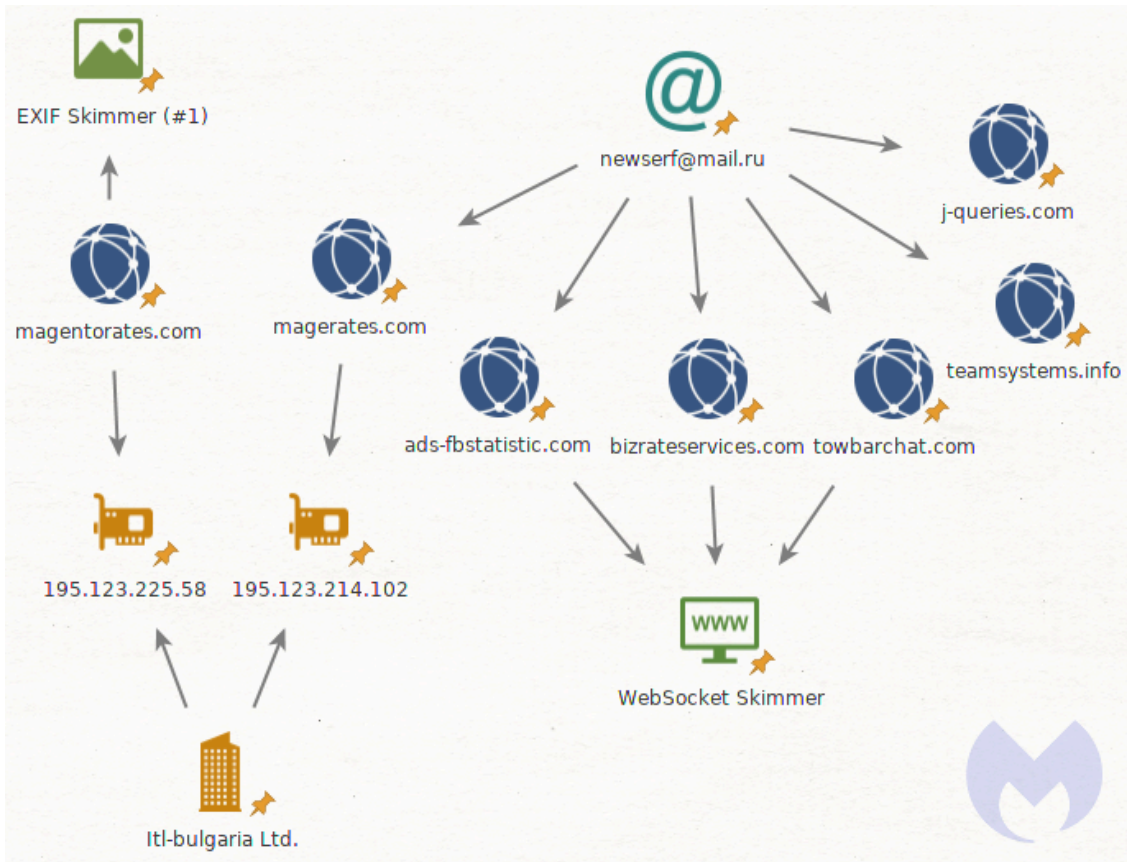 EXIF Skimmer (#1)
@
newserf@mail.ru
j-queries.com
magentorates.com
magerates.com
teamsystems.info
ads-fbstatistic.com
bizrateservices.com
towbarchat.com
195.123.225.58
195.123.214.102
www
WebSocket Skimmer
Itl-bulgaria Ltd.